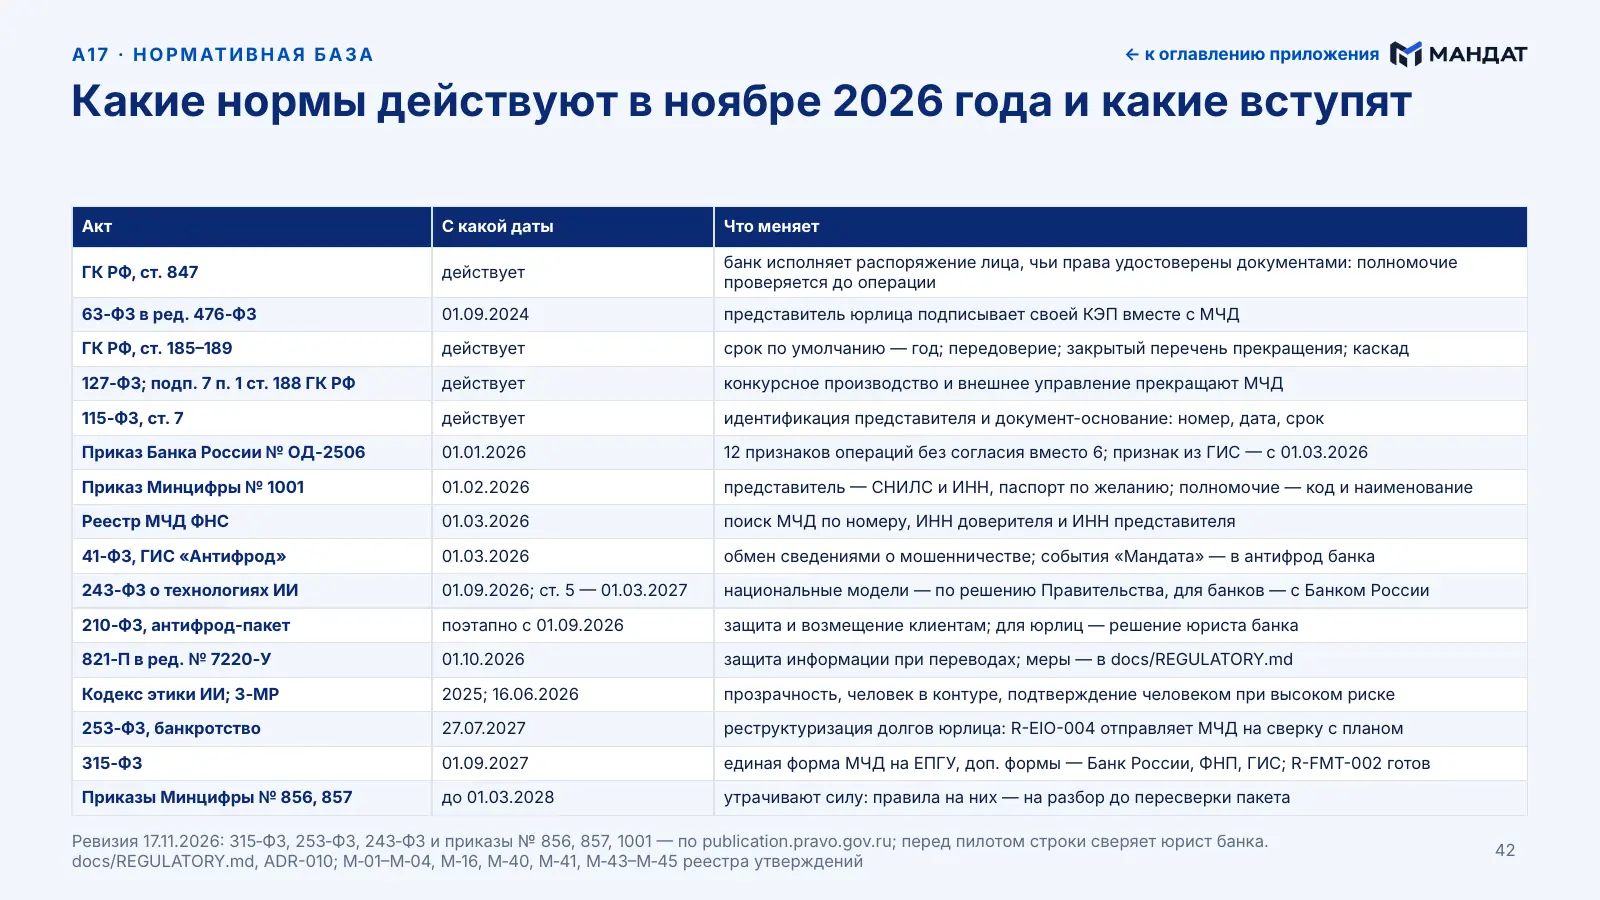 А17 · НОРМАТИВНАЯ БАЗА
← к оглавлению приложения
МАНДАТ
Какие нормы действуют в ноябре 2026 года и какие вступят
Акт
С какой даты
Что меняет
ГК РФ, ст. 847
действует
банк исполняет распоряжение лица, чьи права удостоверены документами: полномочие
проверяется до операции
63-ФЗ в ред. 476-ФЗ
01.09.2024
представитель юрлица подписывает своей КЭП вместе с МЧД
ГК РФ, ст. 185–189
действует
срок по умолчанию — год; передоверие; закрытый перечень прекращения; каскад
127-ФЗ; подп. 7 п. 1 ст. 188 ГК РФ
действует
конкурсное производство и внешнее управление прекращают МЧД
115-ФЗ, ст. 7
действует
идентификация представителя и документ-основание: номер, дата, срок
Приказ Банка России № ОД-2506
01.01.2026
12 признаков операций без согласия вместо 6; признак из ГИС — с 01.03.2026
Приказ Минцифры № 1001
01.02.2026
представитель — СНИЛС и ИНН, паспорт по желанию; полномочие — код и наименование
Реестр МЧД ФНС
01.03.2026
поиск МЧД по номеру, ИНН доверителя и ИНН представителя
41-ФЗ, ГИС «Антифрод»
01.03.2026
обмен сведениями о мошенничестве; события «Мандата» — в антифрод банка
243-ФЗ о технологиях ИИ
01.09.2026; ст. 5 — 01.03.2027
национальные модели — по решению Правительства, для банков — с Банком России
210-ФЗ, антифрод-пакет
поэтапно с 01.09.2026
защита и возмещение клиентам; для юрлиц — решение юриста банка
821-П в ред. № 7220-У
01.10.2026
защита информации при переводах; меры — в docs/REGULATORY.md
Кодекс этики ИИ; 3-МР
2025; 16.06.2026
прозрачность, человек в контуре, подтверждение человеком при высоком риске
253-ФЗ, банкротство
27.07.2027
реструктуризация долгов юрлица: R-EIO-004 отправляет МЧД на сверку с планом
315-ФЗ
01.09.2027
единая форма МЧД на ЕПГУ, доп. формы — Банк России, ФНП, ГИС; R-FMT-002 готов
Приказы Минцифры № 856, 857
до 01.03.2028
утрачивают силу: правила на них — на разбор до пересверки пакета
Ревизия 17.11.2026: 315-ФЗ, 253-ФЗ, 243-ФЗ и приказы № 856, 857, 1001 — по publication.pravo.gov.ru; перед пилотом строки сверяет юрист банка.
docs/REGULATORY.md, ADR-010; М-01–М-04, М-16, М-40, М-41, М-43–М-45 реестра утверждений
42